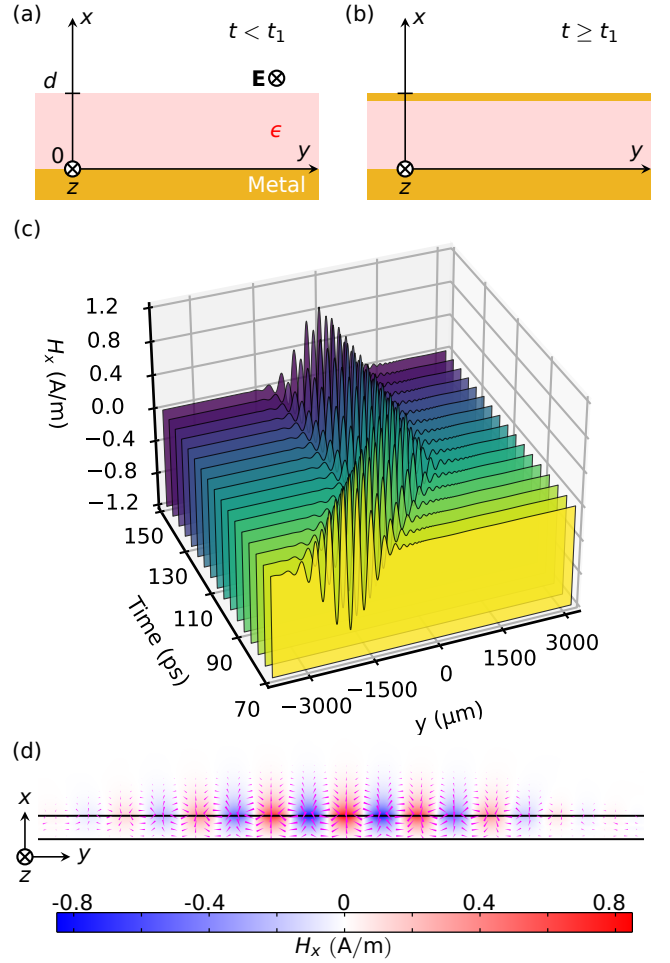 (a)
x
t < t₁
d
E
ϵ
0
y
z
Metal
(b)
x
t ≥ t₁
y
z
(c)
1.2
0.8
0.4
0.0
−0.4
−0.8
−1.2
Hₓ (A/m)
150
130
110
90
70
Time (ps)
−3000
−1500
0
1500
3000
y (μm)
(d)
x
y
z
-0.8
-0.4
0
0.4
0.8
Hₓ (A/m)